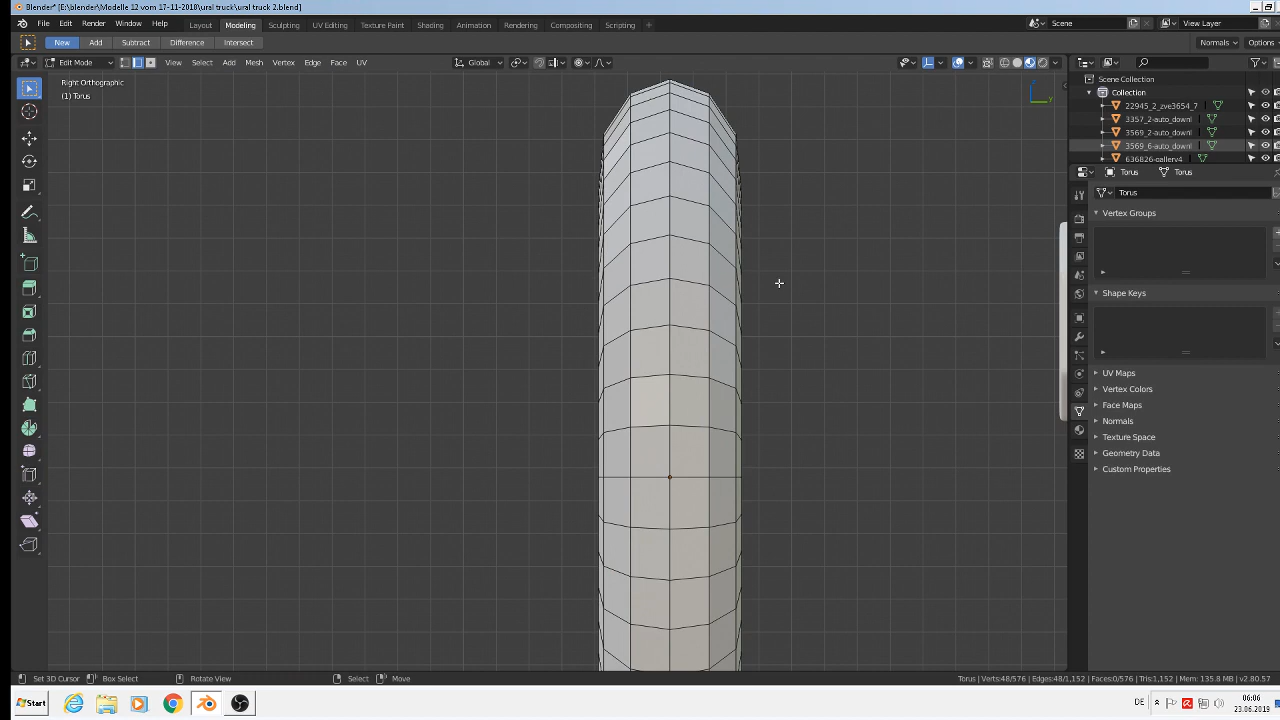 Blender* [E:\blender\Modelle 12 vom 17-11-2018\ural truck\ural truck 2.blend]
File Edit Render Window Help Layout Modeling Sculpting UV Editing Texture Paint Shading Animation Rendering Compositing Scripting + Scene View Layer
New Add Subtract Difference Intersect Normals Options
Edit Mode View Select Add Mesh Vertex Edge Face UV Global
Right Orthographic
(1) Torus
Scene Collection
Collection
22945_2_zve3654_7
3357_2-auto_downl
3569_2-auto_downl
3569_6-auto_downl
636826-gallery4
Torus Torus
Torus
Vertex Groups
Shape Keys
UV Maps
Vertex Colors
Face Maps
Normals
Texture Space
Geometry Data
Custom Properties
Set 3D Cursor Box Select Rotate View Select Move Torus | Verts:48/576 | Edges:48/1,152 | Faces:0/576 | Tris:1,152 | Mem: 135.8 MB | v2.80.57
Start DE 06:06
23.06.2019